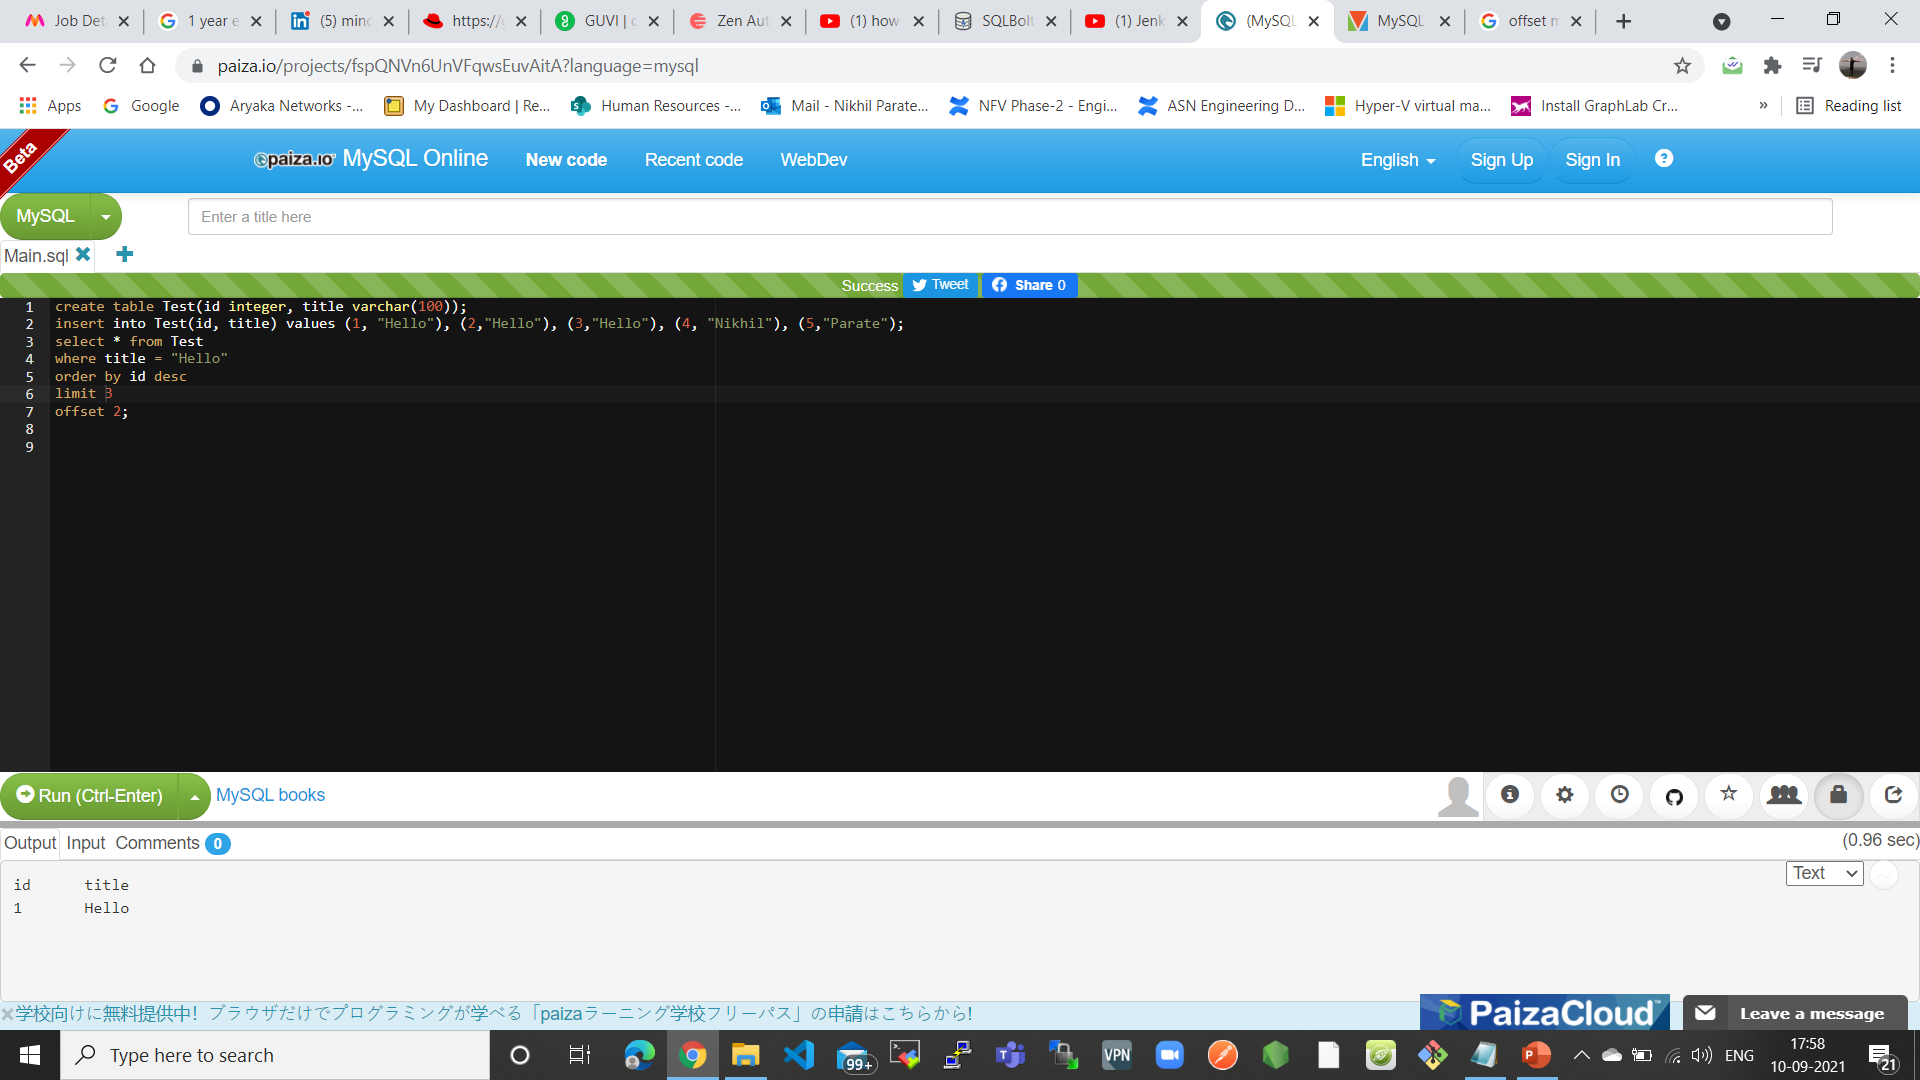 Job Det
1 year e
(5) minc
https://
GUVI | c
Zen Aut
(1) how
SQLBolt
(1) Jenk
(MySQL
MySQL
offset m
paiza.io/projects/fspQNVn6UnVFqwsEuvAitA?language=mysql
Apps
Google
Aryaka Networks -...
My Dashboard | Re...
Human Resources -...
Mail - Nikhil Parate...
NFV Phase-2 - Engi...
ASN Engineering D...
Hyper-V virtual ma...
Install GraphLab Cr...
»
Reading list
Beta
paiza.io MySQL Online
New code
Recent code
WebDev
English
Sign Up
Sign In
?
MySQL
Enter a title here
Main.sql
Success
Tweet
Share 0
1 create table Test(id integer, title varchar(100));
2 insert into Test(id, title) values (1, "Hello"), (2,"Hello"), (3,"Hello"), (4, "Nikhil"), (5,"Parate");
3 select * from Test
4 where title = "Hello"
5 order by id desc
6 limit 3
7 offset 2;
8
9
Run (Ctrl-Enter)
MySQL books
Output
Input
Comments 0
(0.96 sec)
Text
id title
1 Hello
学校向けに無料提供中！ブラウザだけでプログラミングが学べる「paizaラーニング学校フリーパス」の申請はこちらから!
PaizaCloud
Leave a message
Type here to search
99+
VPN
ENG
17:58
10-09-2021
21